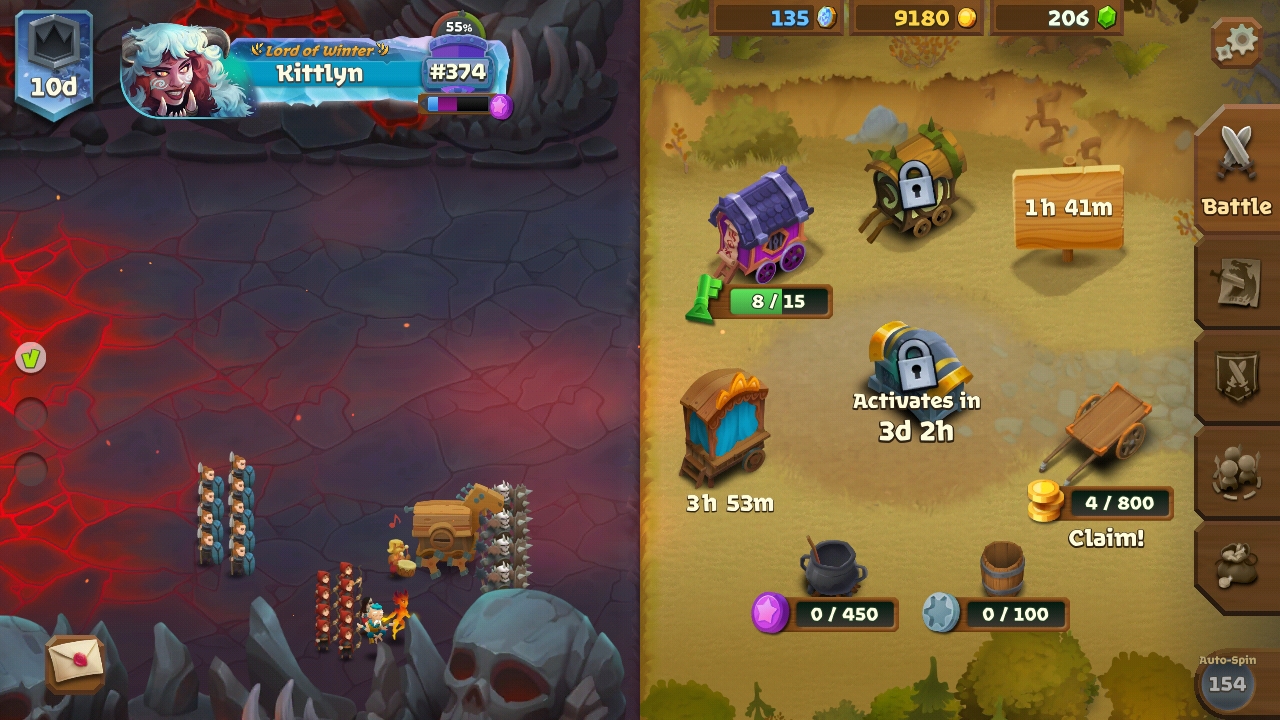 135
9180
206
55%
Lord of Winter
Kittlyn
#374
10d
1h 41m
Battle
8 / 15
Activates in
3d 2h
3h 53m
4 / 800
Claim!
0 / 450
0 / 100
Auto-Spin
154